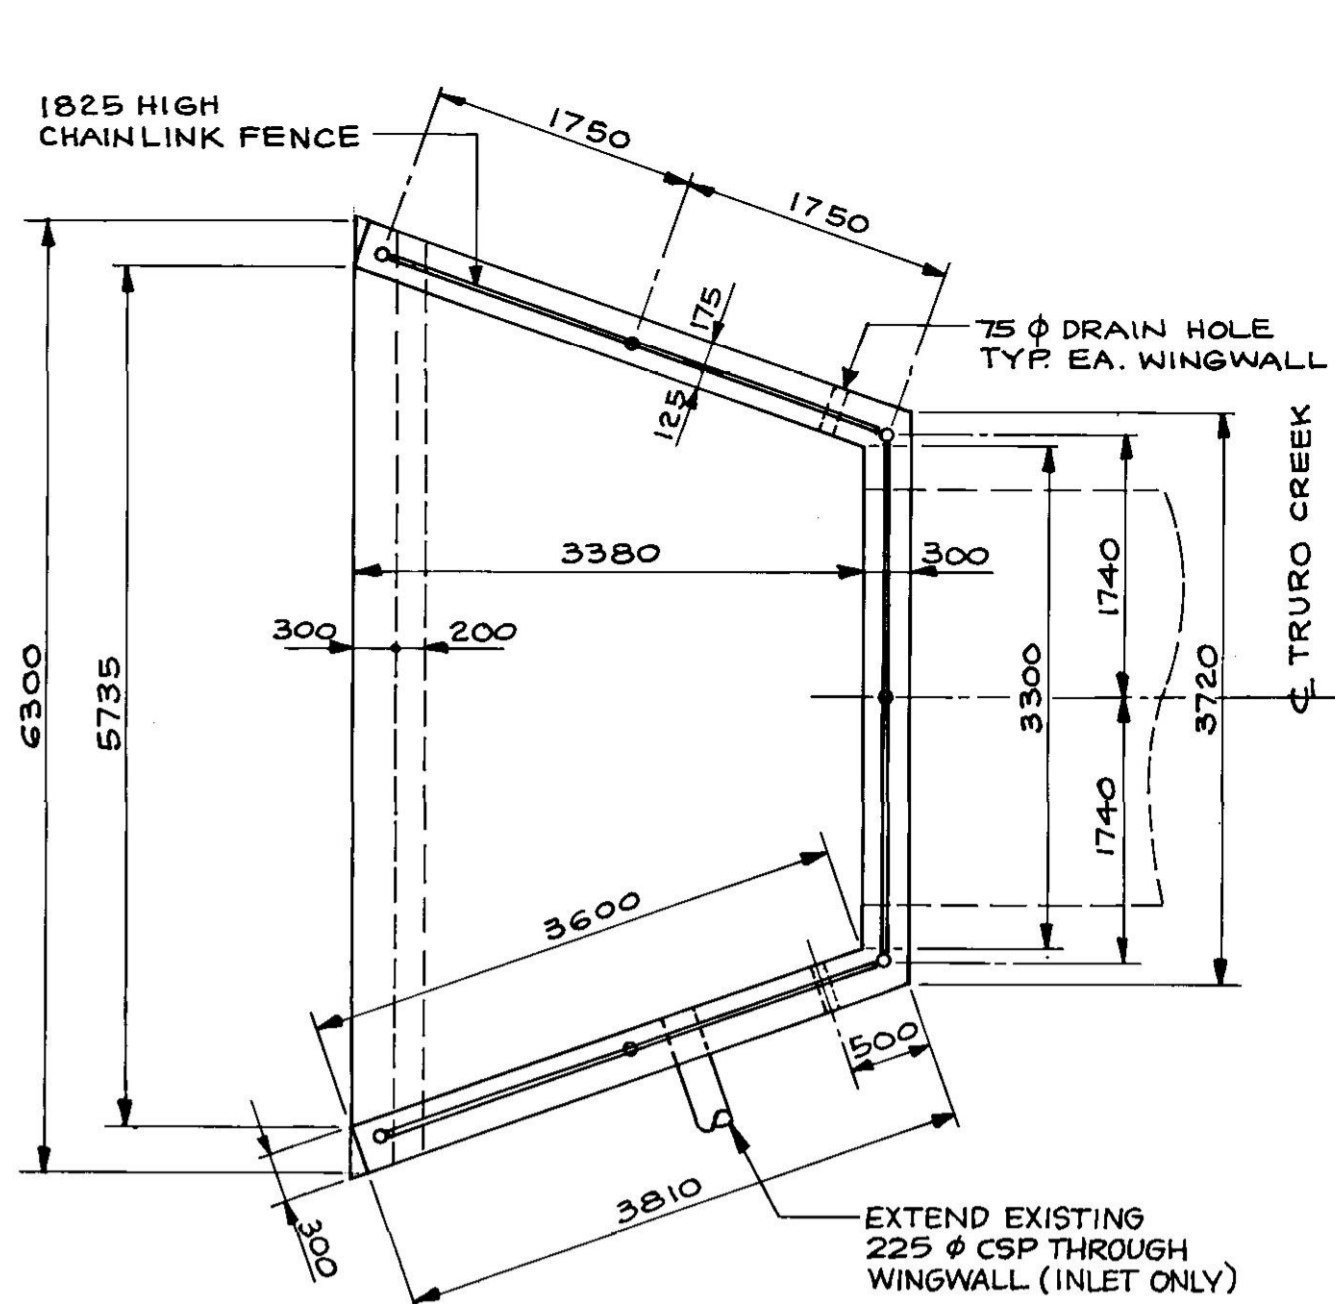 1825 HIGH
CHAINLINK FENCE
1750
1750
175
125
75 φ DRAIN HOLE
TYP. EA. WINGWALL
℄ TRURO CREEK
3380
300
1740
300
200
6300
5735
3300
3720
1740
3600
500
3810
300
EXTEND EXISTING
225 φ CSP THROUGH
WINGWALL (INLET ONLY)